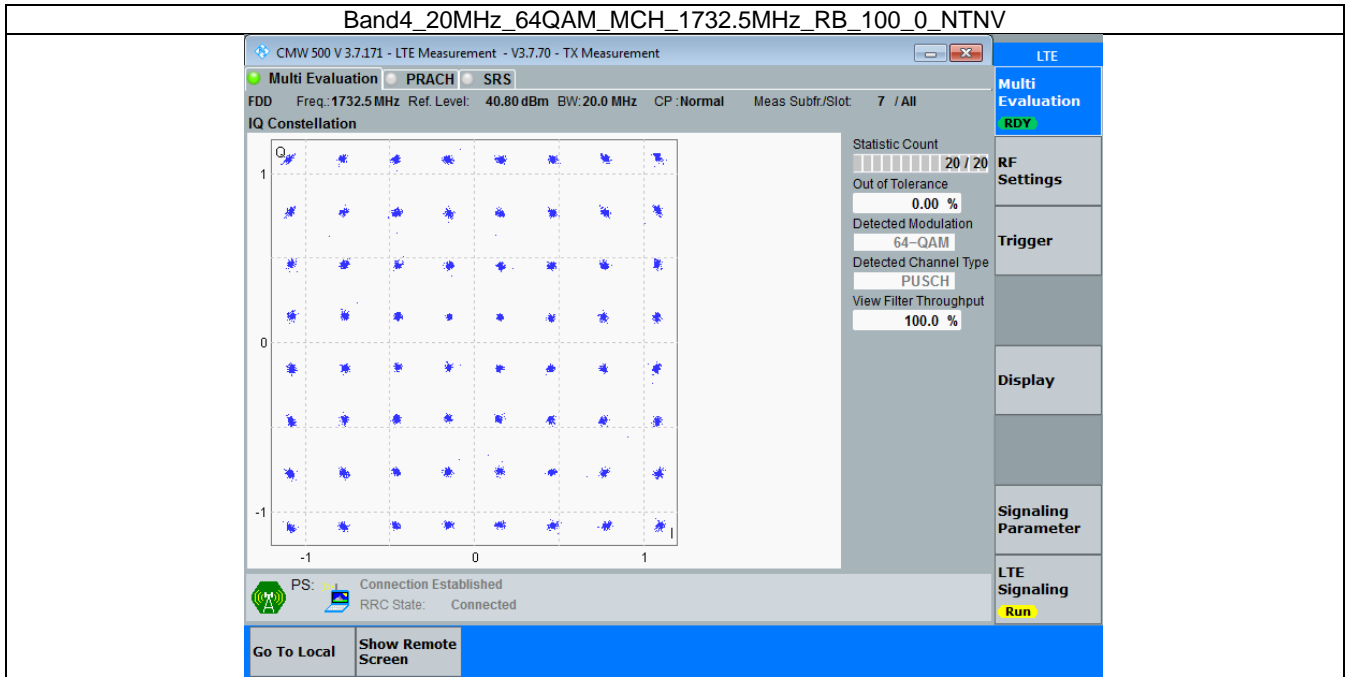 Band4_20MHz_64QAM_MCH_1732.5MHz_RB_100_0_NTNV
CMW 500 V 3.7.171 - LTE Measurement - V3.7.70 - TX Measurement
LTE
Multi Evaluation PRACH SRS
FDD Freq.:1732.5 MHz Ref. Level: 40.80 dBm BW:20.0 MHz CP :Normal Meas Subfr./Slot: 7 / All
IQ Constellation
Q
1
0
-1
-1 0 1
I
Statistic Count
20 / 20
Out of Tolerance
0.00 %
Detected Modulation
64-QAM
Detected Channel Type
PUSCH
View Filter Throughput
100.0 %
Multi
Evaluation
RDY
RF
Settings
Trigger
Display
Signaling
Parameter
LTE
Signaling
Run
PS: Connection Established
RRC State: Connected
Go To Local
Show Remote
Screen